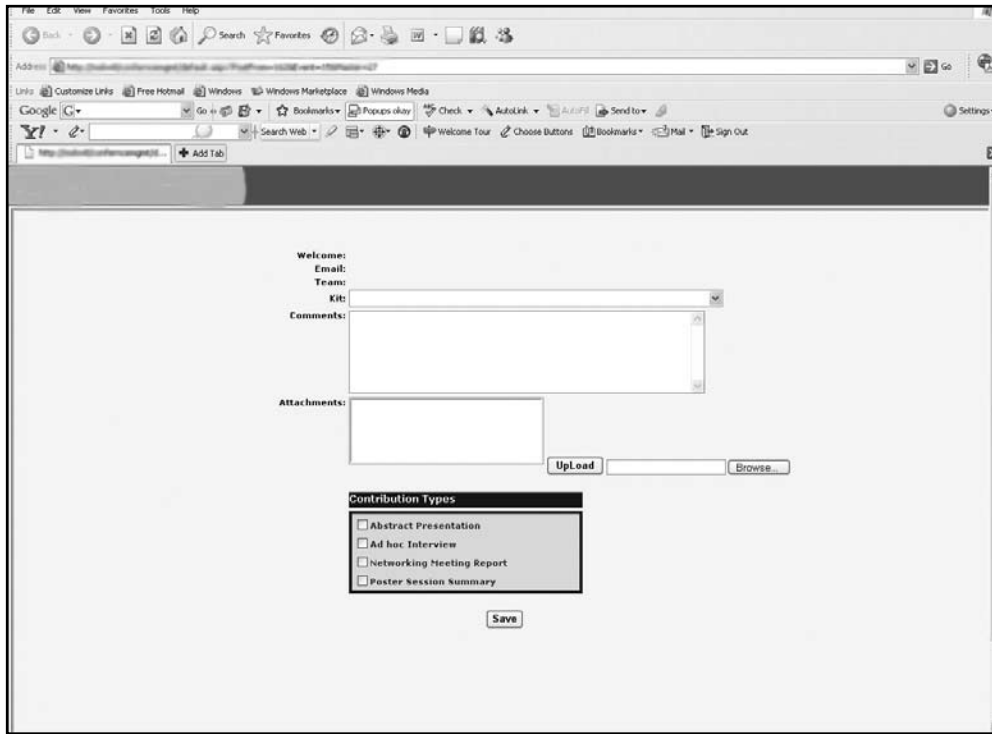 File Edit View Favorites Tools Help
Back Search Favorites
Address Go
Links Customize Links Free Hotmail Windows Windows Marketplace Windows Media
Google G Go Bookmarks Popups okay Check AutoLink AutoFill Send to Settings
Y! Search Web Welcome Tour Choose Buttons Bookmarks Mail Sign Out
Add Tab
Welcome:
Email:
Team:
Kit:
Comments:
Attachments:
UpLoad Browse...
Contribution Types
Abstract Presentation
Ad hoc Interview
Networking Meeting Report
Poster Session Summary
Save